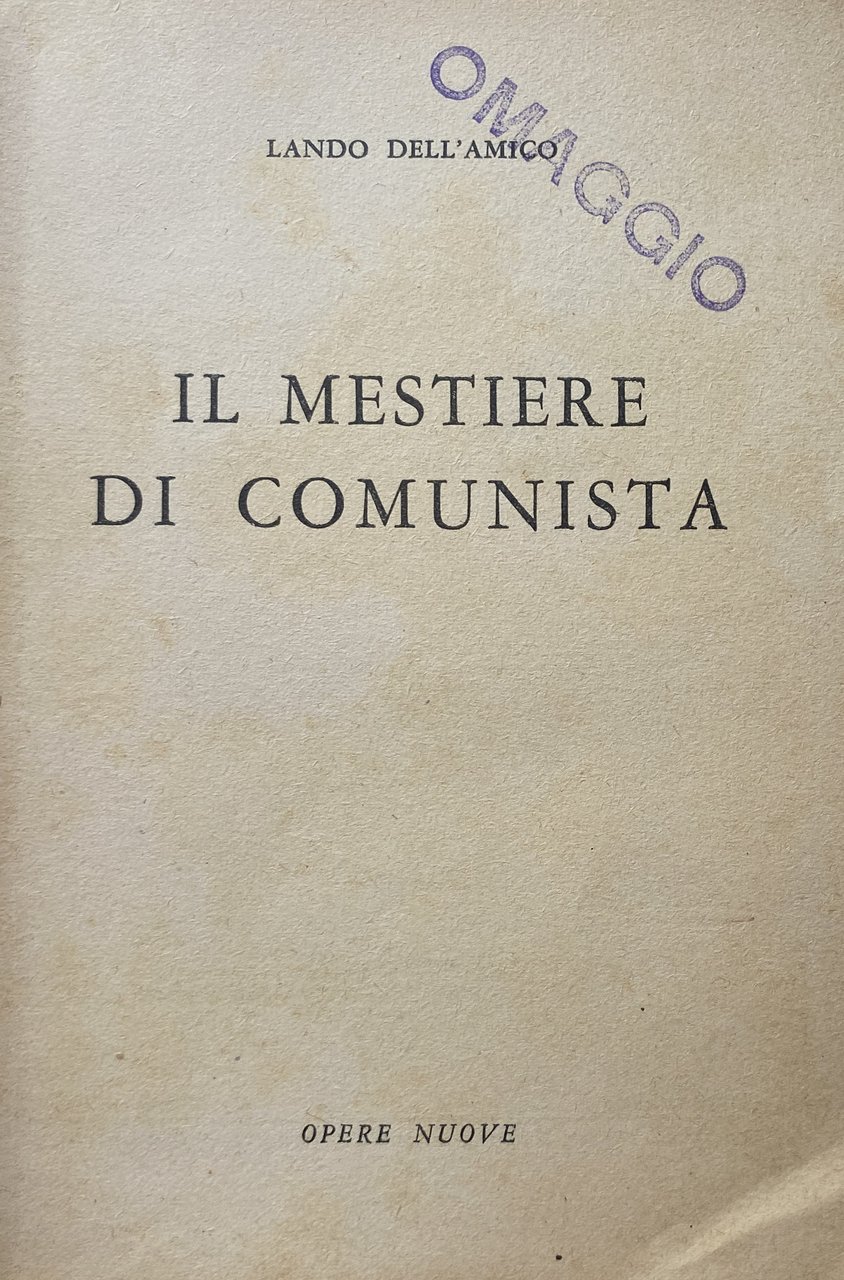 OMAGGIO
LANDO DELL'AMICO
IL MESTIERE
DI COMUNISTA
OPERE NUOVE